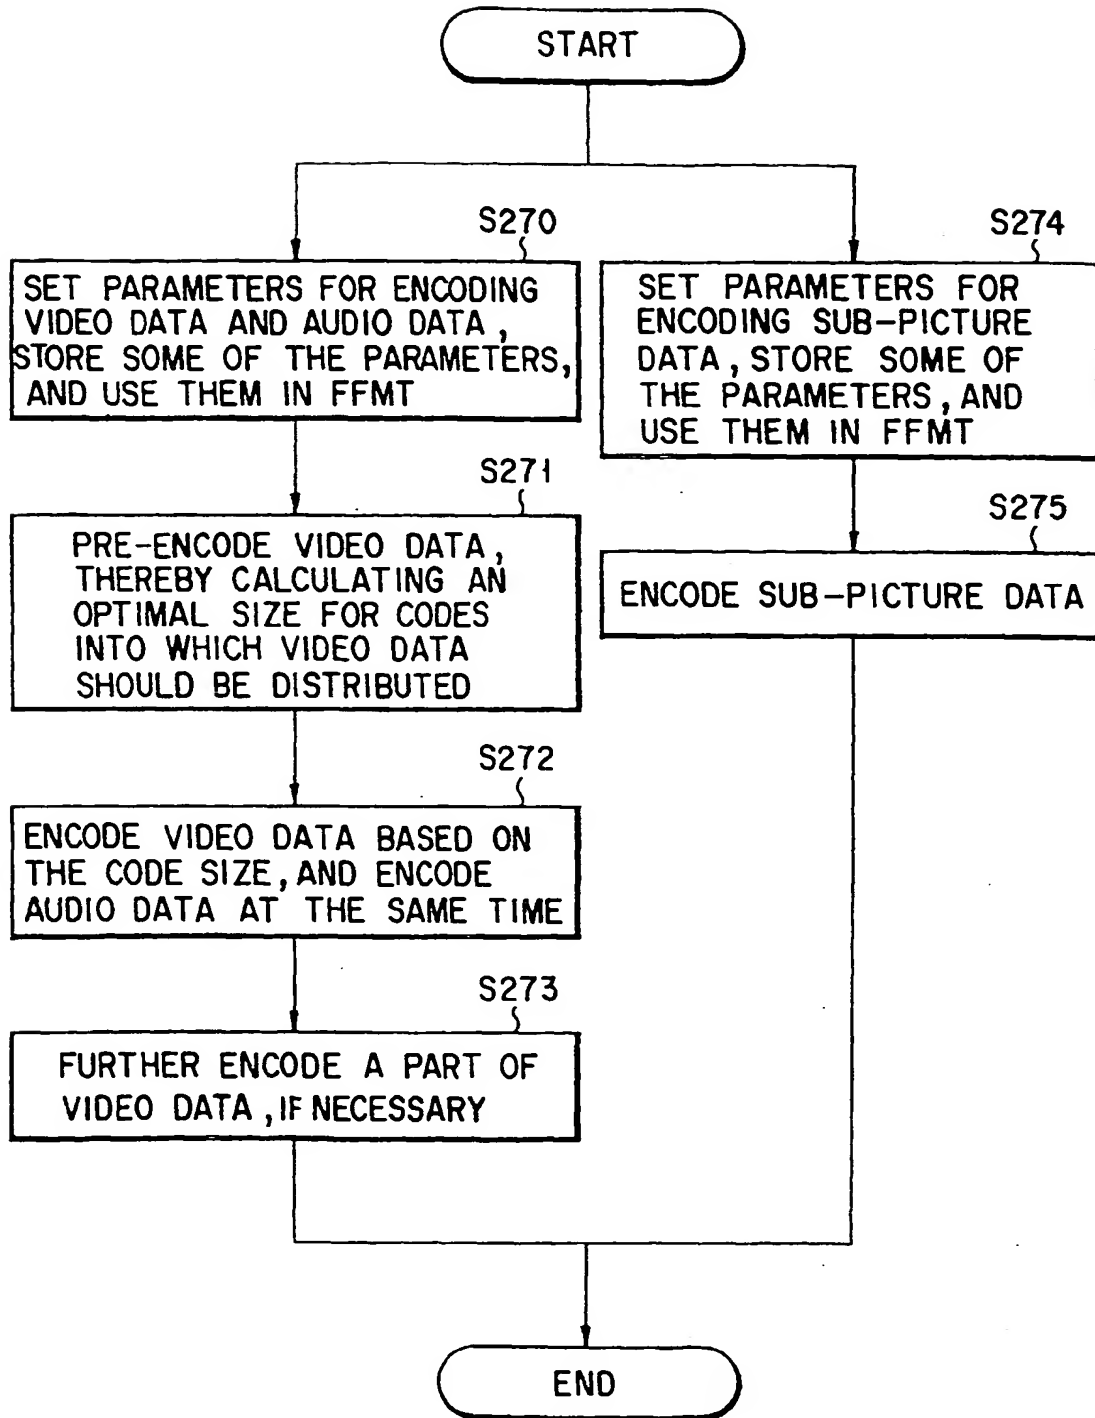 START
S270
SET PARAMETERS FOR ENCODING
VIDEO DATA AND AUDIO DATA,
STORE SOME OF THE PARAMETERS,
AND USE THEM IN FFMT
S271
PRE-ENCODE VIDEO DATA,
THEREBY CALCULATING AN
OPTIMAL SIZE FOR CODES
INTO WHICH VIDEO DATA
SHOULD BE DISTRIBUTED
S272
ENCODE VIDEO DATA BASED ON
THE CODE SIZE, AND ENCODE
AUDIO DATA AT THE SAME TIME
S273
FURTHER ENCODE A PART OF
VIDEO DATA, IF NECESSARY
S274
SET PARAMETERS FOR
ENCODING SUB-PICTURE
DATA, STORE SOME OF
THE PARAMETERS, AND
USE THEM IN FFMT
S275
ENCODE SUB-PICTURE DATA
END